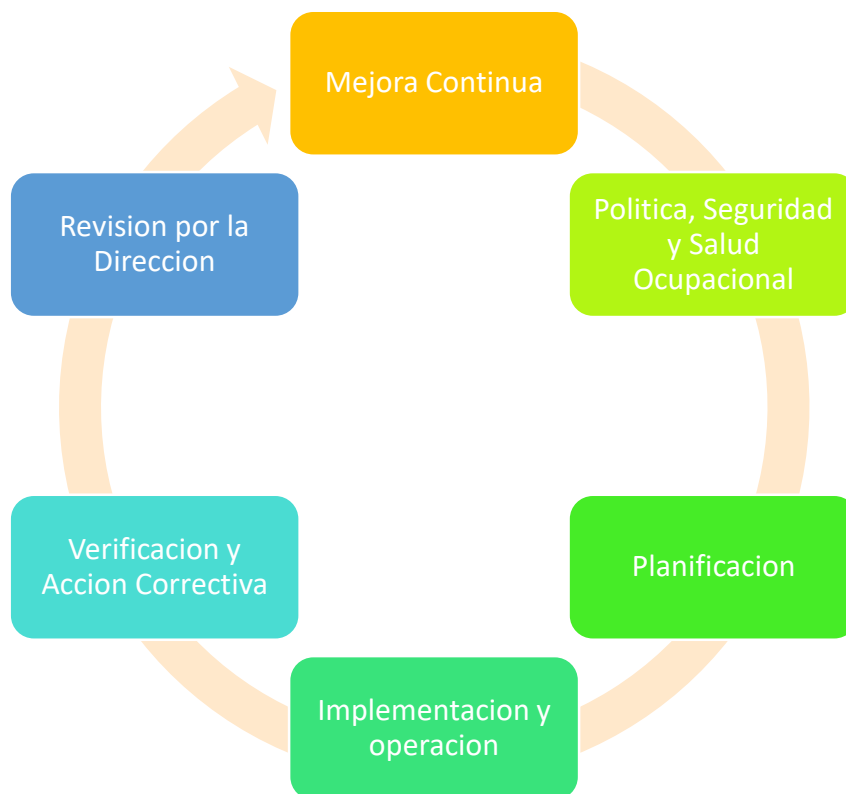 Mejora Continua
Politica, Seguridad
y Salud
Ocupacional
Planificacion
Implementacion y
operacion
Verificacion y
Accion Correctiva
Revision por la
Direccion